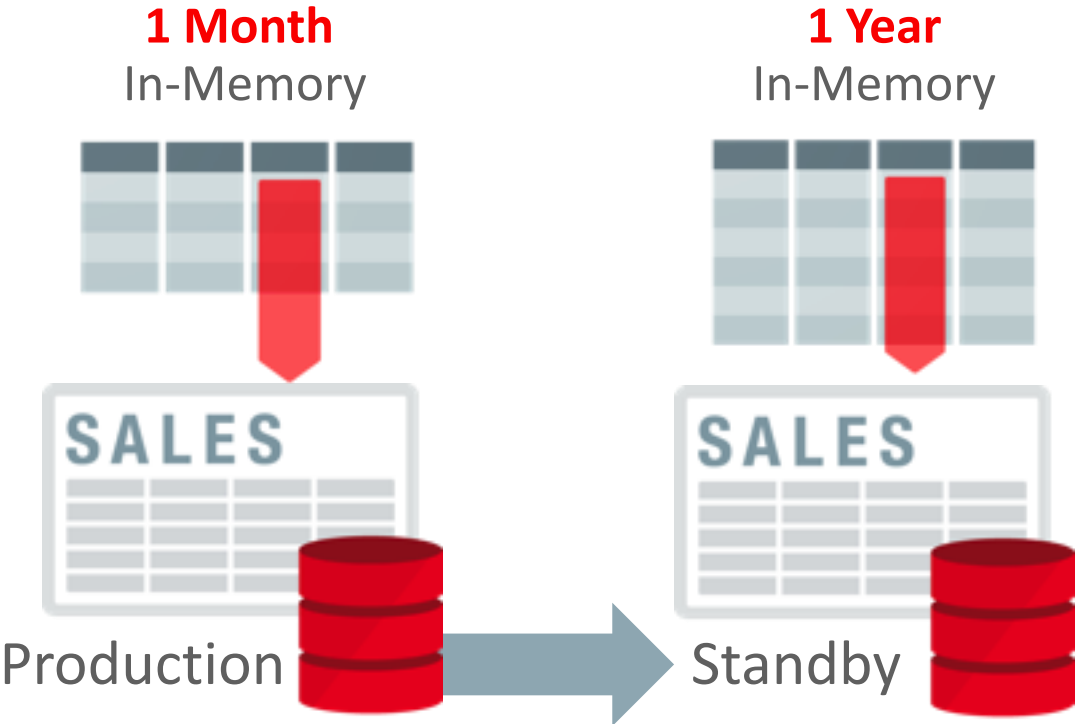 1 Month
In-Memory
1 Year
In-Memory
SALES
SALES
Production
Standby